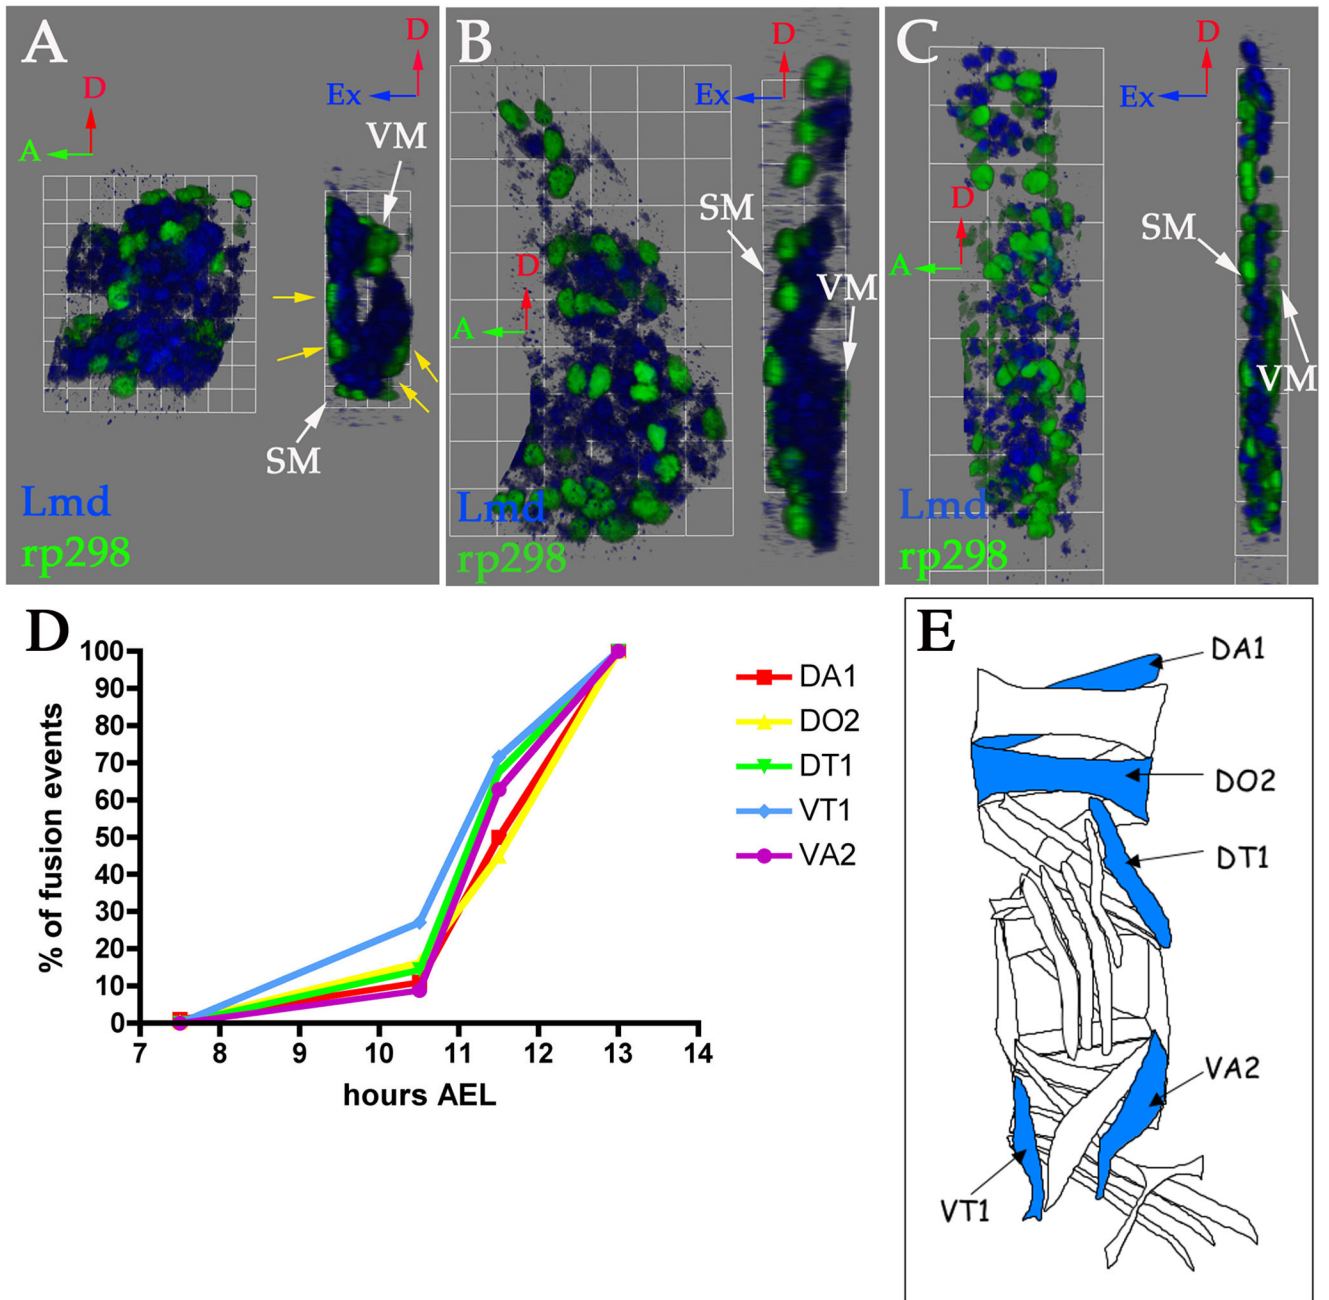 A
D
A
D
Ex
VM
SM
Lmd
rp298
B
D
Ex
SM
VM
D
A
Lmd
rp298
C
D
Ex
D
A
SM
VM
Lmd
rp298
D
% of fusion events
100
90
80
70
60
50
40
30
20
10
0
7 8 9 10 11 12 13 14
hours AEL
DA1
DO2
DT1
VT1
VA2
E
DA1
DO2
DT1
VA2
VT1